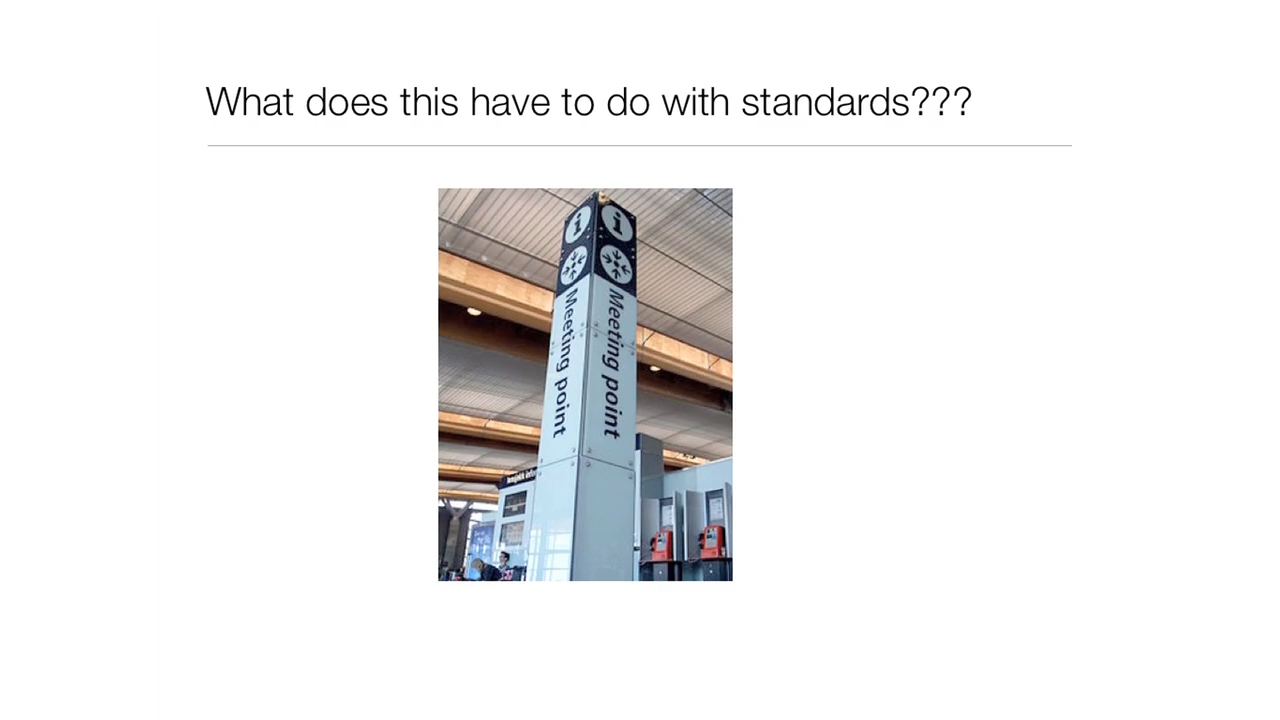 What does this have to do with standards???
i i
Meeting point
Meeting point